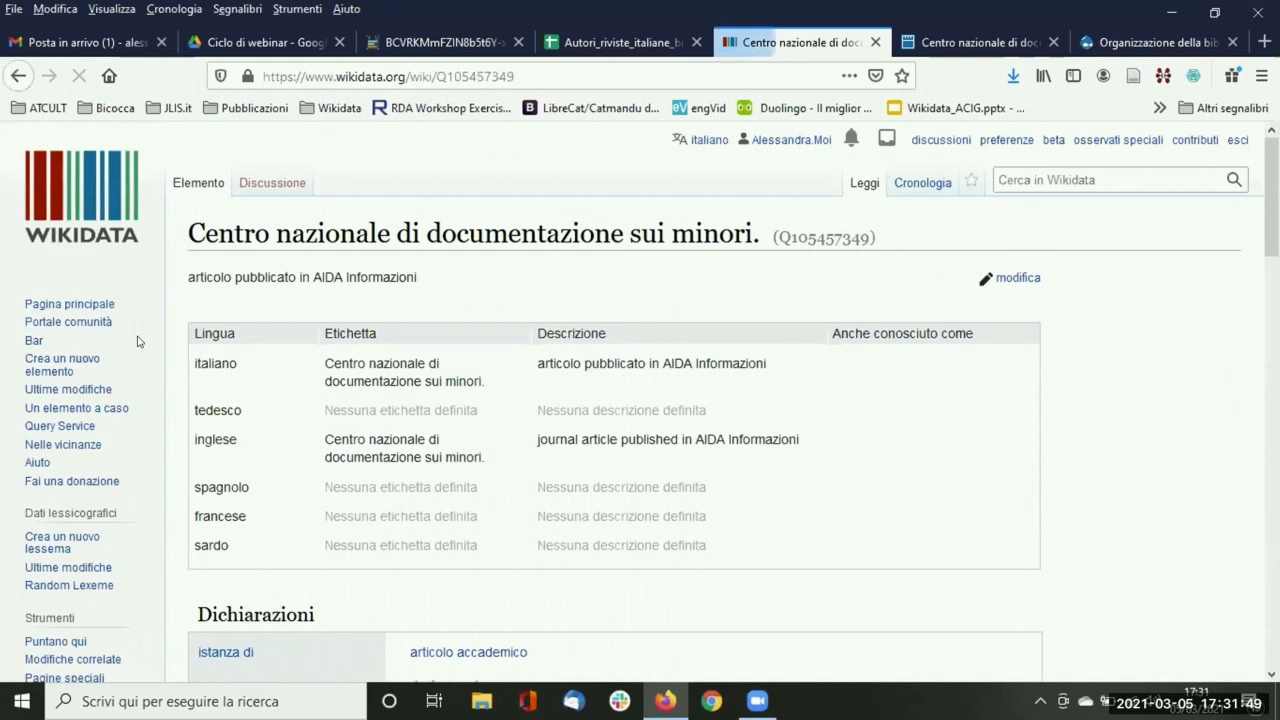 File Modifica Visualizza Cronologia Segnalibri Strumenti Aiuto
Posta in arrivo (1) - ales Ciclo di webinar - Goog BCVRKMmFZIN8b5t6Y-x Autori_riviste_italiane_b Centro nazionale di doc Centro nazionale di doc Organizzazione della bib
https://www.wikidata.org/wiki/Q105457349
ATCULT Bicocca JLIS.it Pubblicazioni Wikidata RDA Workshop Exercis... LibreCat/Catmandu d... engVid Duolingo - Il miglior ... Wikidata_ACIG.pptx - ... Altri segnalibri
italiano Alessandra.Moi discussioni preferenze beta osservati speciali contributi esci
Elemento Discussione Leggi Cronologia Cerca in Wikidata
WIKIDATA
Centro nazionale di documentazione sui minori. (Q105457349)
articolo pubblicato in AIDA Informazioni modifica
Pagina principale
Portale comunità
Bar
Crea un nuovo
elemento
Ultime modifiche
Un elemento a caso
Query Service
Nelle vicinanze
Aiuto
Fai una donazione
Dati lessicografici
Crea un nuovo
lessema
Ultime modifiche
Random Lexeme
Strumenti
Puntano qui
Modifiche correlate
Pagine speciali
Lingua Etichetta Descrizione Anche conosciuto come
italiano Centro nazionale di articolo pubblicato in AIDA Informazioni
documentazione sui minori.
tedesco Nessuna etichetta definita Nessuna descrizione definita
inglese Centro nazionale di journal article published in AIDA Informazioni
documentazione sui minori.
spagnolo Nessuna etichetta definita Nessuna descrizione definita
francese Nessuna etichetta definita Nessuna descrizione definita
sardo Nessuna etichetta definita Nessuna descrizione definita
Dichiarazioni
istanza di articolo accademico
Scrivi qui per eseguire la ricerca
17:31
2021-03-05 17:31:49